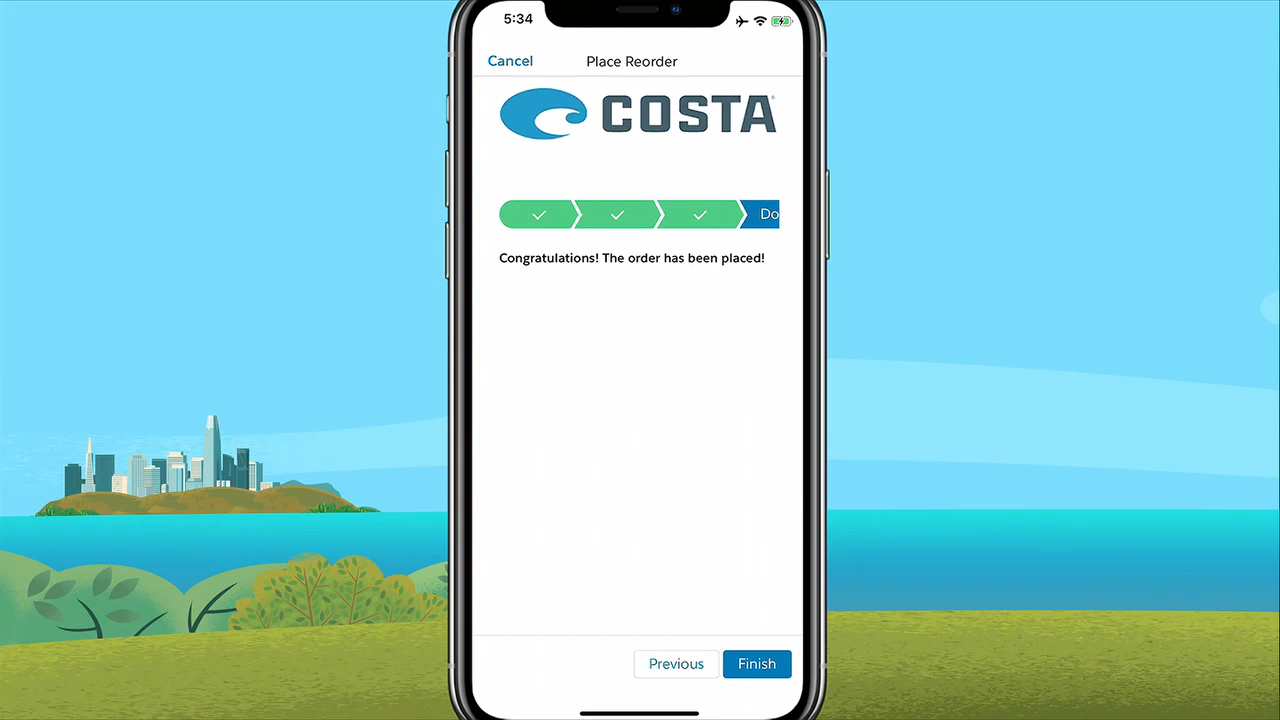 5:34
Cancel
Place Reorder
COSTA
Do
Congratulations! The order has been placed!
Previous
Finish